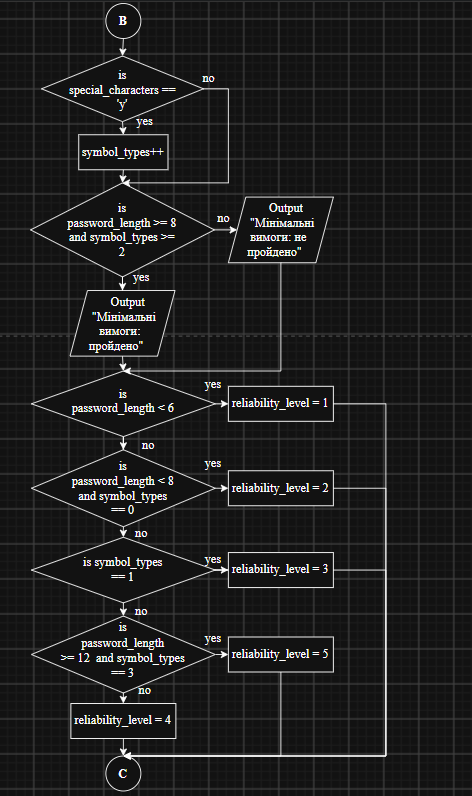 B
is
special_characters ==
'y'
no
yes
symbol_types++
is
password_length >= 8
and symbol_types >=
2
no
Output
"Мінімальні
вимоги: не
пройдено"
yes
Output
"Мінімальні
вимоги:
пройдено"
is
password_length < 6
yes
reliability_level = 1
no
is
password_length < 8
and symbol_types
== 0
yes
reliability_level = 2
no
is symbol_types
== 1
yes
reliability_level = 3
no
is
password_length
>= 12 and symbol_types
== 3
yes
reliability_level = 5
no
reliability_level = 4
C